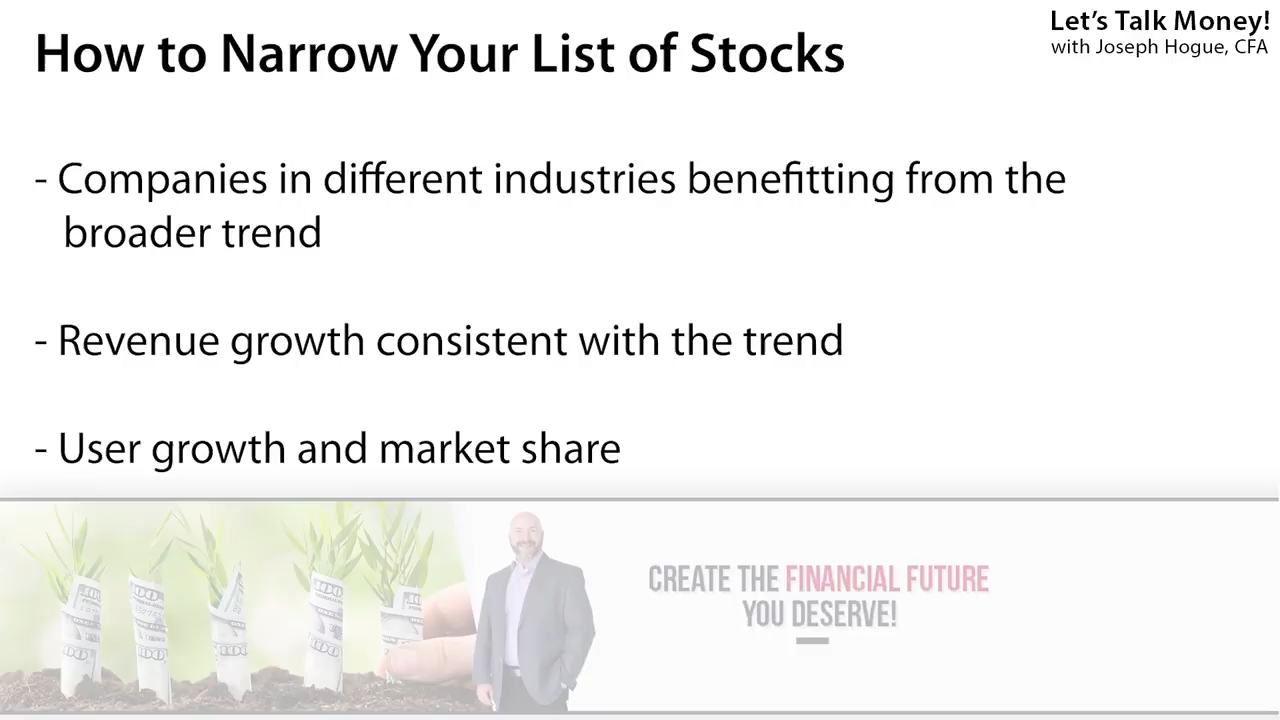 How to Narrow Your List of Stocks
Let's Talk Money!
with Joseph Hogue, CFA
- Companies in different industries benefitting from the
broader trend
- Revenue growth consistent with the trend
- User growth and market share
CREATE THE FINANCIAL FUTURE
YOU DESERVE!